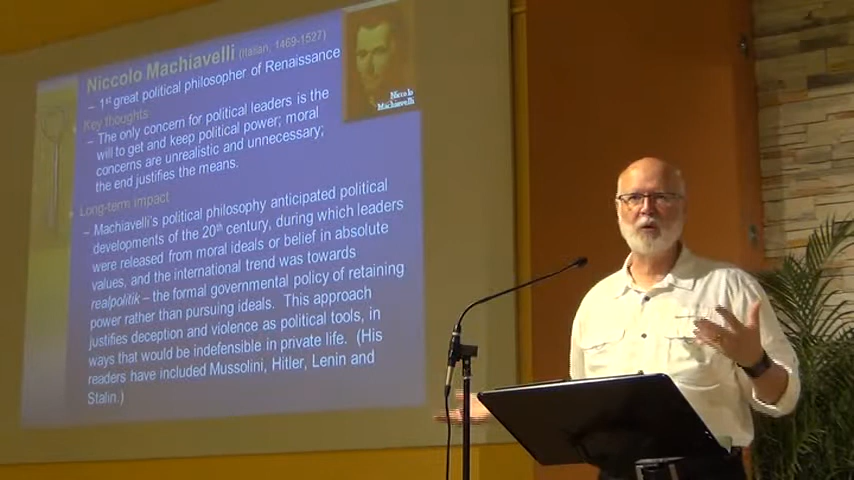 Niccolo Machiavelli (Italian, 1469-1527)
– 1st great political philosopher of Renaissance
Key thoughts
– The only concern for political leaders is the
will to get and keep political power; moral
concerns are unrealistic and unnecessary;
the end justifies the means.
Long-term impact
– Machiavelli's political philosophy anticipated political
developments of the 20th century, during which leaders
were released from moral ideals or belief in absolute
values, and the international trend was towards
realpolitik – the formal governmental policy of retaining
power rather than pursuing ideals. This approach
justifies deception and violence as political tools, in
ways that would be indefensible in private life. (His
readers have included Mussolini, Hitler, Lenin and
Stalin.)
Niccolo
Machiavelli